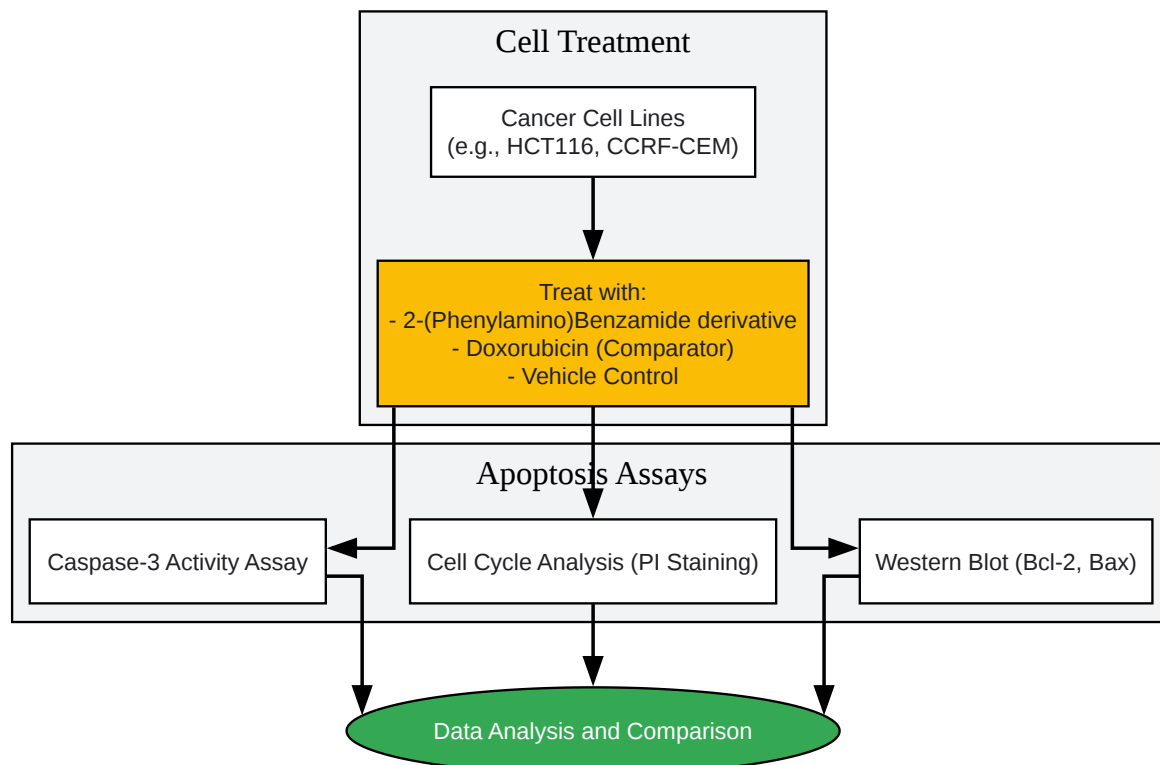 Cell Treatment
Cancer Cell Lines
(e.g., HCT116, CCRF-CEM)
Treat with:
- 2-(Phenylamino)Benzamide derivative
- Doxorubicin (Comparator)
- Vehicle Control
Apoptosis Assays
Caspase-3 Activity Assay
Cell Cycle Analysis (PI Staining)
Western Blot (Bcl-2, Bax)
Data Analysis and Comparison